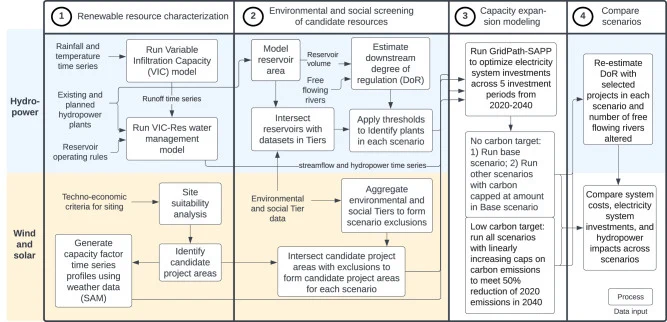 1 Renewable resource characterization
2 Environmental and social screening
of candidate resources
3 Capacity expan-
sion modeling
4 Compare
scenarios
Hydro-
power
Rainfall and
temperature
time series
Run Variable
Infiltration Capacity
(VIC) model
Existing and
planned
hydropower
plants
Runoff time series
Reservoir
operating rules
Run VIC-Res water
management
model
Model
reservoir
area
Reservoir
volume
Free
flowing
rivers
Estimate
downstream
degree of
regulation (DoR)
Intersect
reservoirs with
datasets in Tiers
Apply thresholds
to Identify plants
in each scenario
streamflow and hydropower time series
Run GridPath-SAPP
to optimize electricity
system investments
across 5 investment
periods from
2020-2040
No carbon target:
1) Run base
scenario; 2) Run
other scenarios
with carbon
capped at amount
in Base scenario
Low carbon target:
run all scenarios
with linearly
increasing caps on
carbon emissions
to meet 50%
reduction of 2020
emissions in 2040
Re-estimate
DoR with
selected
projects in each
scenario and
number of free
flowing rivers
altered
Compare system
costs, electricity
system
investments, and
hydropower
impacts across
scenarios
Wind
and
solar
Techno-economic
criteria for siting
Site
suitability
analysis
Generate
capacity factor
time series
profiles using
weather data
(SAM)
Identify
candidate
project areas
Environmental
and social Tier
data
Aggregate
environmental and
social Tiers to form
scenario exclusions
Intersect candidate project
areas with exclusions to
form candidate project areas
for each scenario
Process
Data input